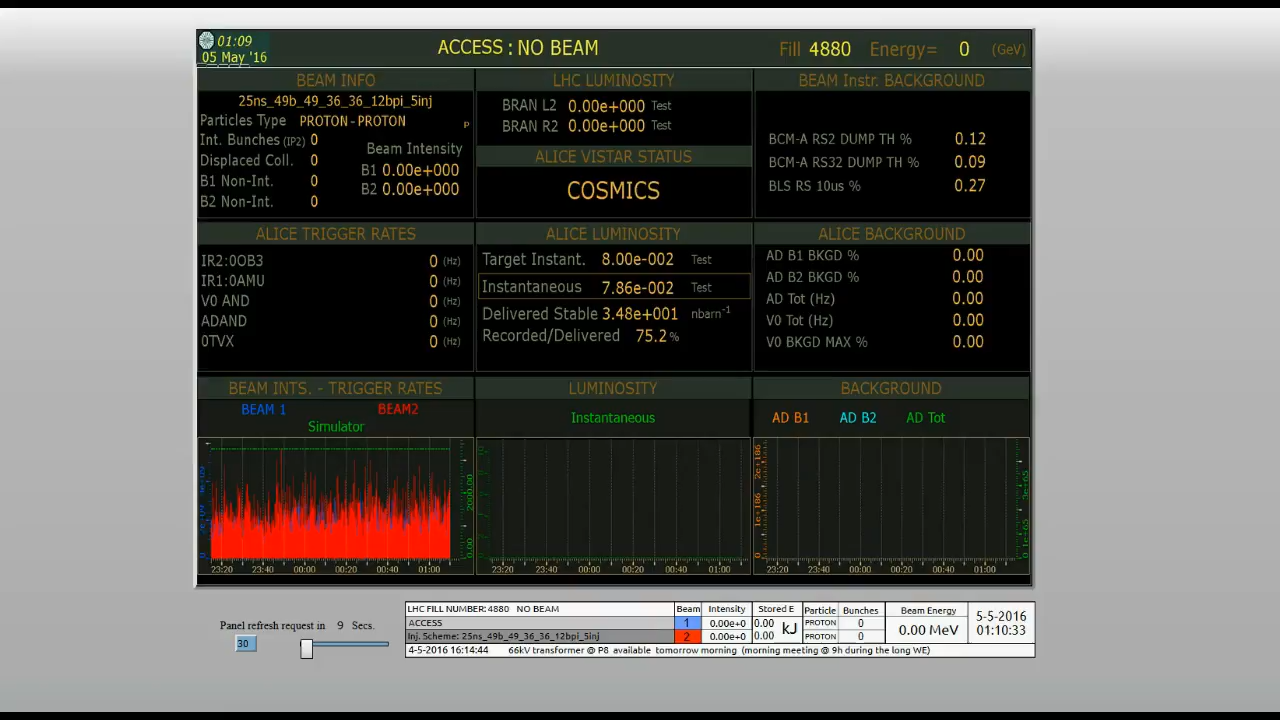 01:09
05 May '16
ACCESS : NO BEAM
Fill 4880 Energy= 0 (GeV)
BEAM INFO
25ns_49b_49_36_36_12bpi_5inj
Particles Type PROTON - PROTON p
Int. Bunches (IP2) 0
Displaced Coll. 0
B1 Non-Int. 0
B2 Non-Int. 0
Beam Intensity
B1 0.00e+000
B2 0.00e+000
LHC LUMINOSITY
BRAN L2 0.00e+000 Test
BRAN R2 0.00e+000 Test
ALICE VISTAR STATUS
COSMICS
BEAM Instr. BACKGROUND
BCM-A RS2 DUMP TH % 0.12
BCM-A RS32 DUMP TH % 0.09
BLS RS 10us % 0.27
ALICE TRIGGER RATES
IR2:0OB3 0 (Hz)
IR1:0AMU 0 (Hz)
V0 AND 0 (Hz)
ADAND 0 (Hz)
0TVX 0 (Hz)
ALICE LUMINOSITY
Target Instant. 8.00e-002 Test
Instantaneous 7.86e-002 Test
Delivered Stable 3.48e+001 nbarn-1
Recorded/Delivered 75.2 %
ALICE BACKGROUND
AD B1 BKGD % 0.00
AD B2 BKGD % 0.00
AD Tot (Hz) 0.00
V0 Tot (Hz) 0.00
V0 BKGD MAX % 0.00
BEAM INTS. - TRIGGER RATES
BEAM 1 BEAM2
Simulator
2000.00
0.00
23:20 23:40 00:00 00:20 00:40 01:00
LUMINOSITY
Instantaneous
23:20 23:40 00:00 00:20 00:40 01:00
BACKGROUND
AD B1 AD B2 AD Tot
2e+186
1e+186
0
23:20 23:40 00:00 00:20 00:40 01:00
Panel refresh request in 9 Secs.
30
LHC FILL NUMBER: 4880 NO BEAM
ACCESS
Inj. Scheme: 25ns_49b_49_36_36_12bpi_5inj
Beam Intensity Stored E Particle Bunches Beam Energy
1 0.00e+0 0.00 PROTON 0
2 0.00e+0 0.00 PROTON 0
kJ
0.00 MeV
5-5-2016
01:10:33
4-5-2016 16:14:44 66kV transformer @ P8 available tomorrow morning (morning meeting @ 9h during the long WE)